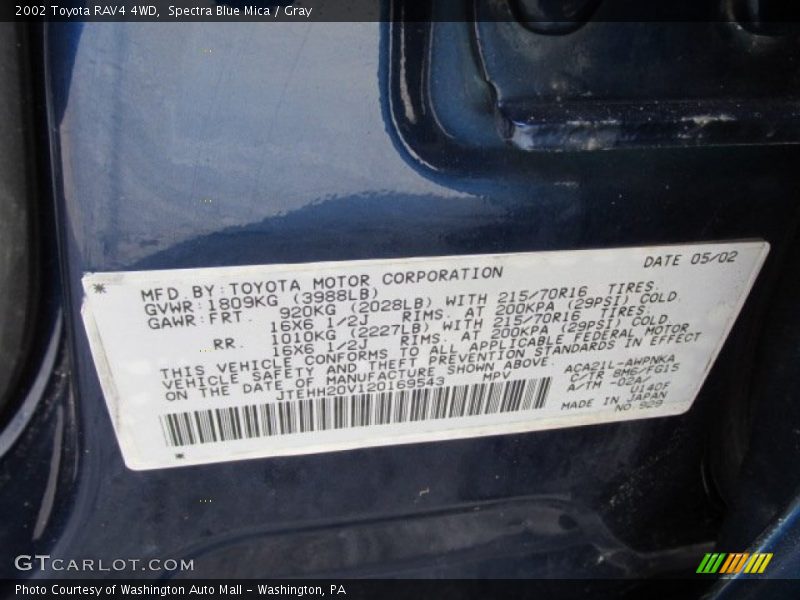 2002 Toyota RAV4 4WD, Spectra Blue Mica / Gray
MFD. BY: TOYOTA MOTOR CORPORATION DATE 05/02
GVWR: 1809KG (3988LB)
GAWR: FRT. 920KG (2028LB) WITH 215/70R16 TIRES.
16X6 1/2J RIMS. AT 200KPA (29PSI) COLD.
RR. 1010KG (2227LB) WITH 215/70R16 TIRES.
16X6 1/2J RIMS. AT 200KPA (29PSI) COLD.
THIS VEHICLE CONFORMS TO ALL APPLICABLE FEDERAL MOTOR
VEHICLE SAFETY AND THEFT PREVENTION STANDARDS IN EFFECT
ON THE DATE OF MANUFACTURE SHOWN ABOVE.
JTEHH20V120169543 MPV
ACA21L-AWPNKA
C/TR 8M6/FG15
A/TM -02A/
U140F
MADE IN JAPAN
NO. 929
GTCARLOT.COM
Photo Courtesy of Washington Auto Mall - Washington, PA